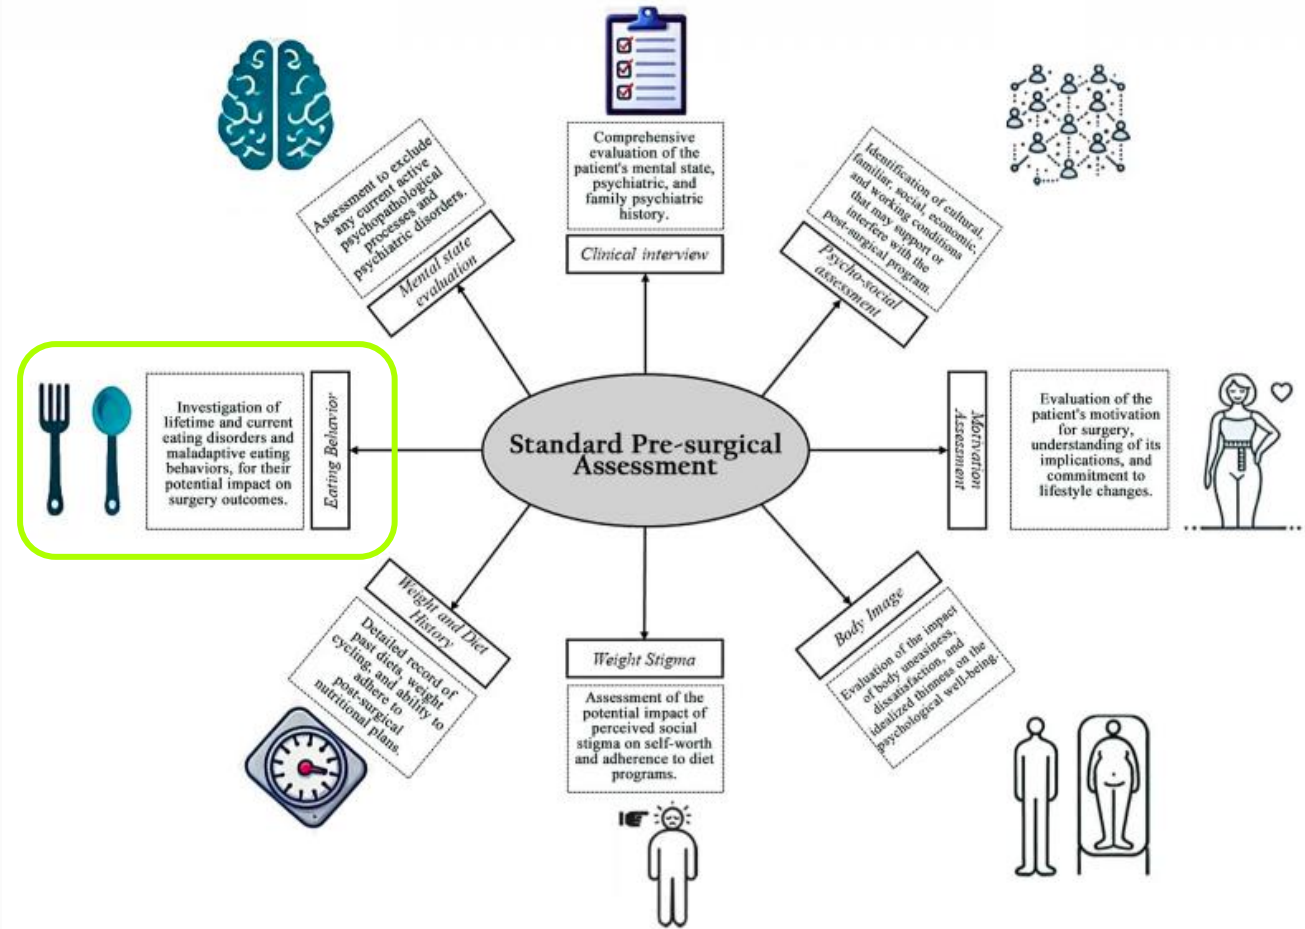 Comprehensive
evaluation of the
patient's mental state,
psychiatric, and
family psychiatric
history.
Clinical interview
Assessment to exclude
any current active
psychopathological
processes and
psychiatric disorders.
Mental state
evaluation
Identification of cultural,
familiar, social, economic,
and working conditions
that may support or
interfere with the
post-surgical program.
Psycho-social
assessment
Investigation of
lifetime and current
eating disorders and
maladaptive eating
behaviors, for their
potential impact on
surgery outcomes.
Eating Behavior
Standard Pre-surgical
Assessment
Motivation
Assessment
Evaluation of the
patient's motivation
for surgery,
understanding of its
implications, and
commitment to
lifestyle changes.
Weight and Diet
History
Detailed record of
past diets, weight
cycling, and ability to
adhere to
post-surgical
nutritional plans.
Weight Stigma
Assessment of the
potential impact of
perceived social
stigma on self-worth
and adherence to diet
programs.
Body Image
Evaluation of the impact
of body uneasiness,
dissatisfaction, and
idealized thinness on the
psychological well-being.